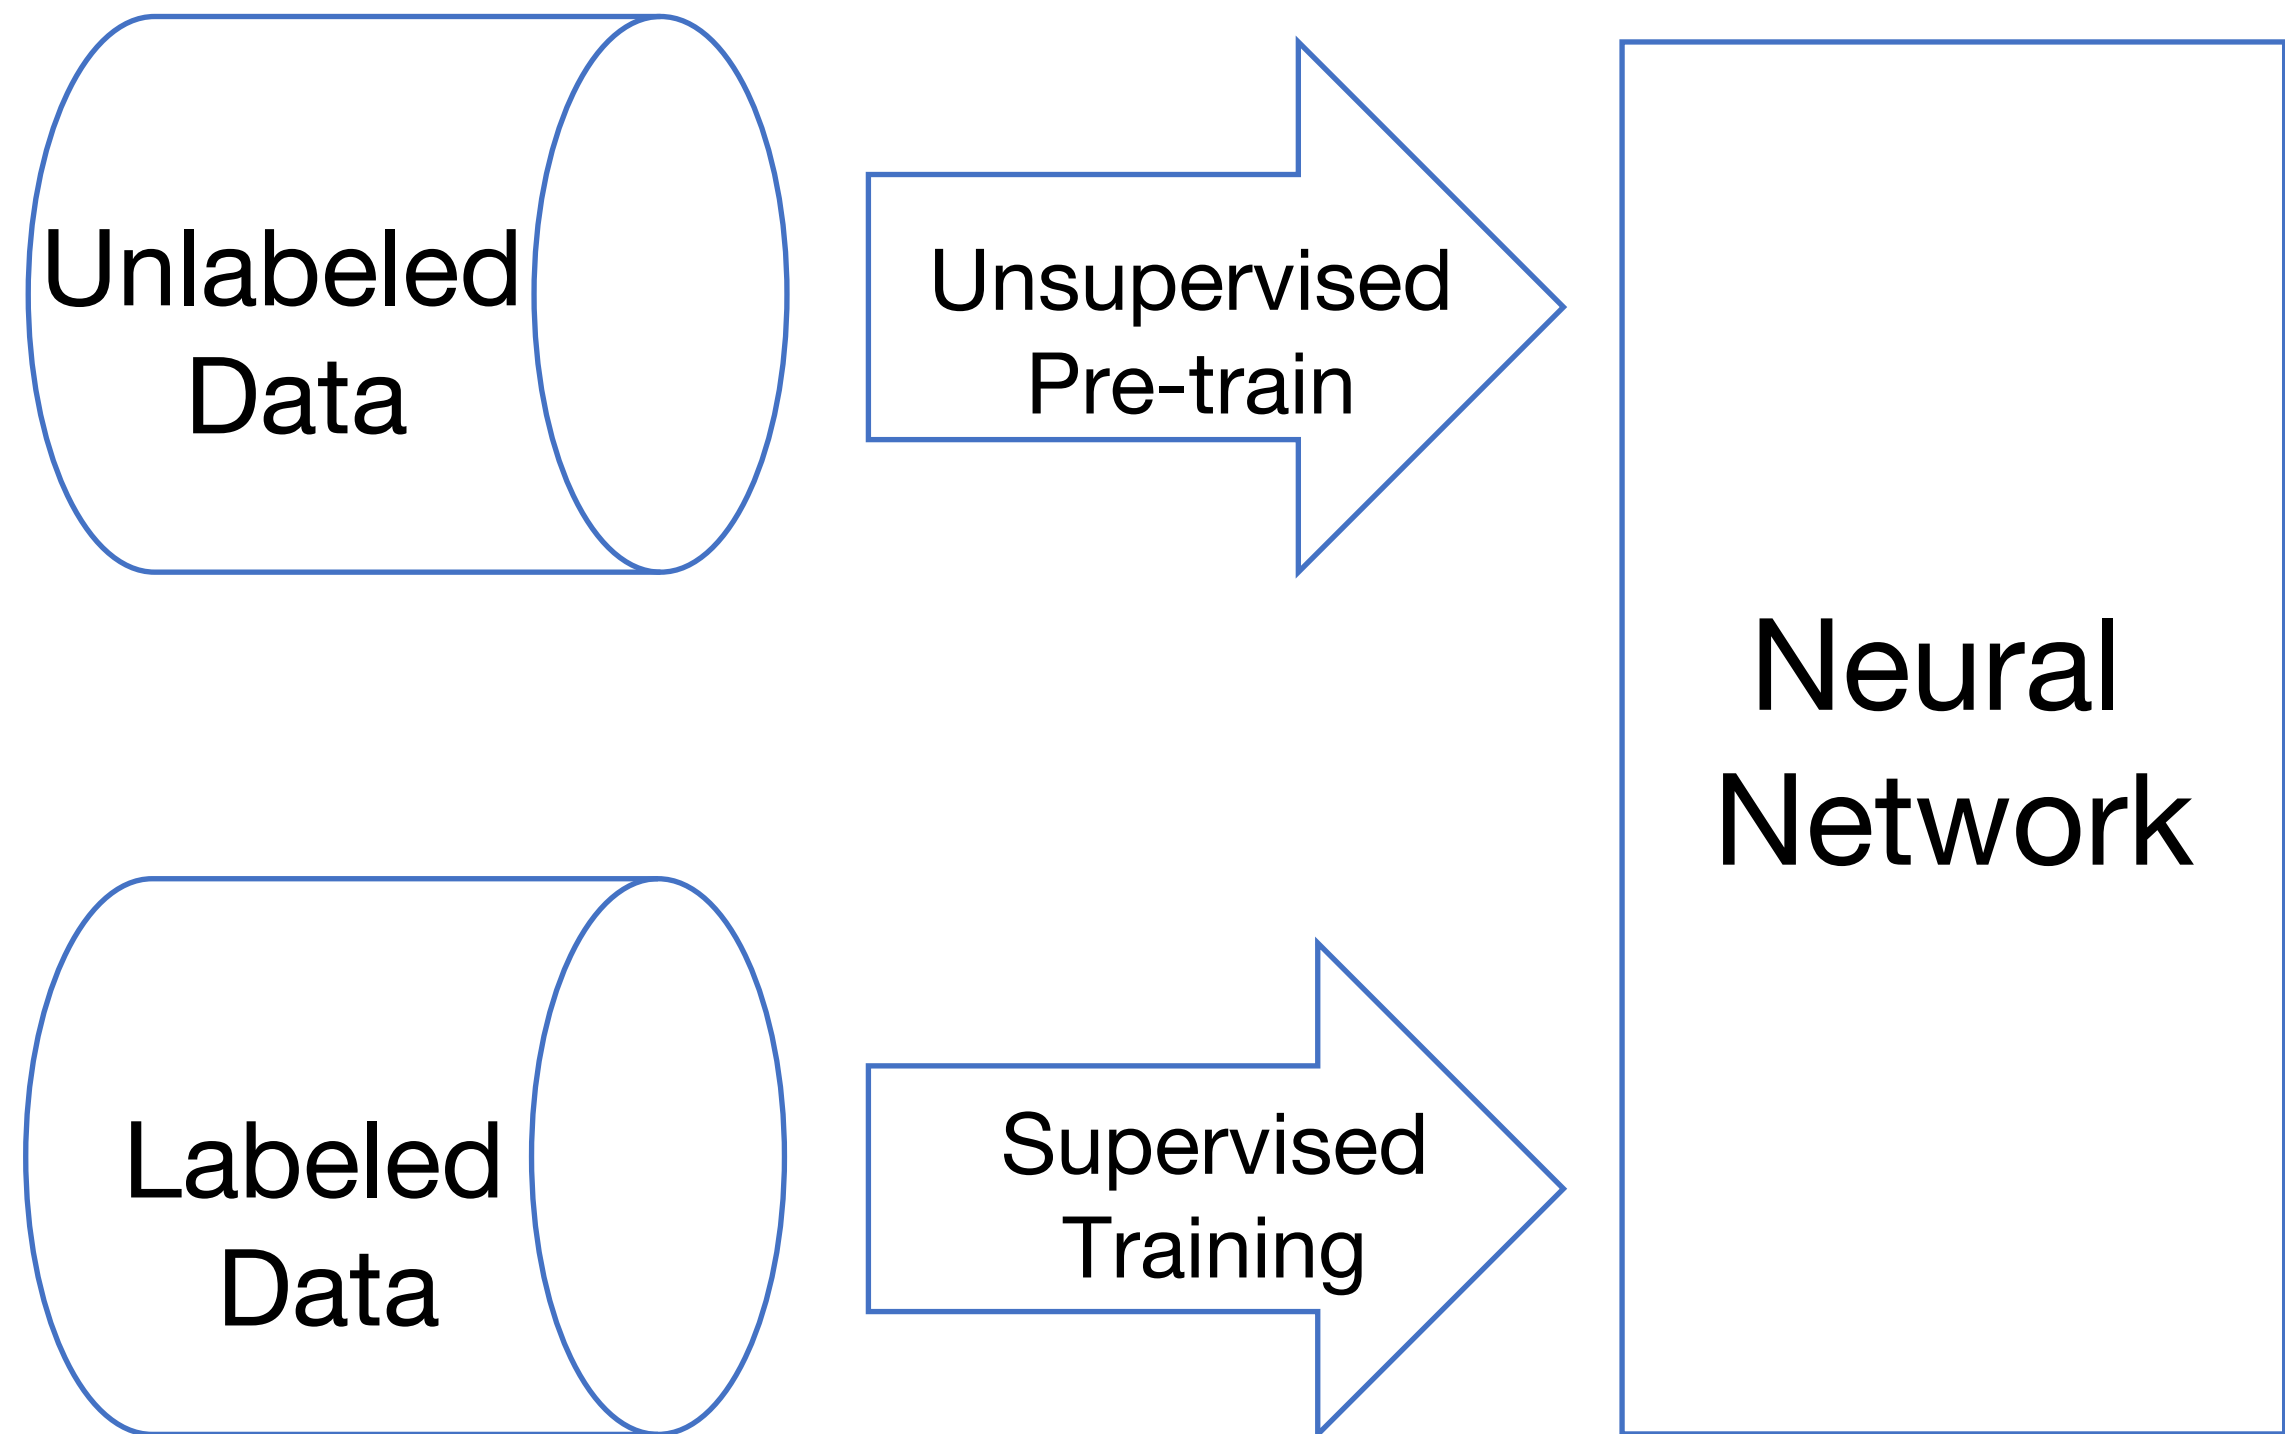 Unlabeled
Data
Unsupervised
Pre-train
Neural
Network
Labeled
Data
Supervised
Training